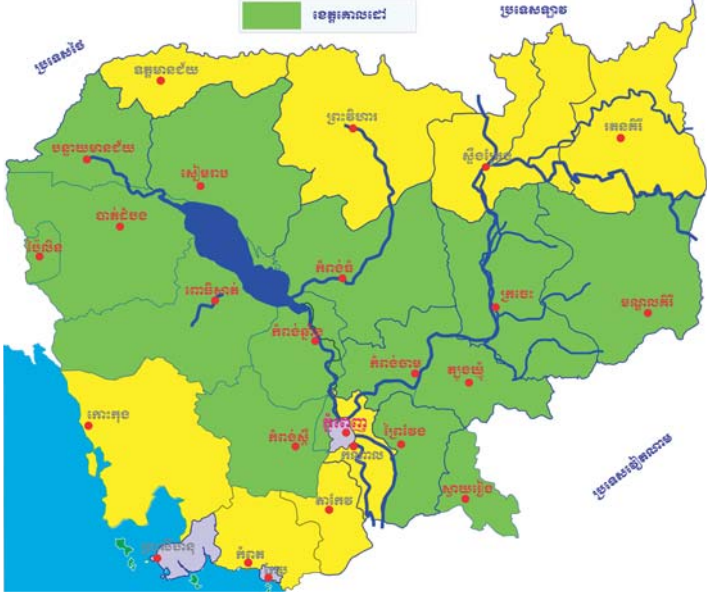 ខេត្តគោលដៅ
ប្រទេសឡាវ
ប្រទេសថៃ
ឧត្តមានជ័យ
ព្រះវិហារ
រតនគិរី
ស្ទឹងត្រែង
បន្ទាយមានជ័យ
សៀមរាប
បាត់ដំបង
ប៉ៃលិន
កំពង់ធំ
ពោធិ៍សាត់
ក្រចេះ
មណ្ឌលគិរី
កំពង់ឆ្នាំង
កំពង់ចាម
ត្បូងឃ្មុំ
កោះកុង
ភ្នំពេញ
កំពង់ស្ពឺ
កណ្តាល
ព្រៃវែង
ប្រទេសវៀតណាម
ស្វាយរៀង
តាកែវ
កំពត
កែប